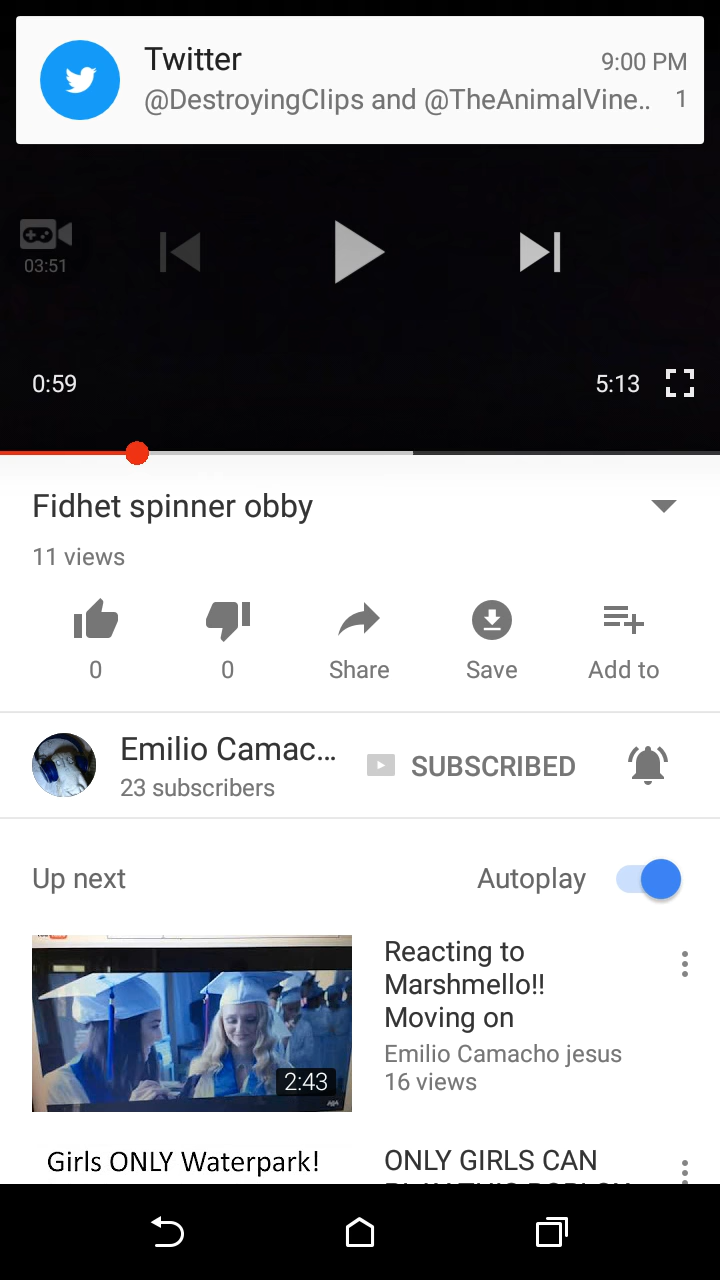 Twitter
9:00 PM
@DestroyingClips and @TheAnimalVine..
1
03:51
0:59
5:13
Fidhet spinner obby
11 views
0
0
Share
Save
Add to
Emilio Camac...
SUBSCRIBED
23 subscribers
Up next
Autoplay
Reacting to
Marshmello!!
Moving on
Emilio Camacho jesus
16 views
2:43
Girls ONLY Waterpark!
ONLY GIRLS CAN